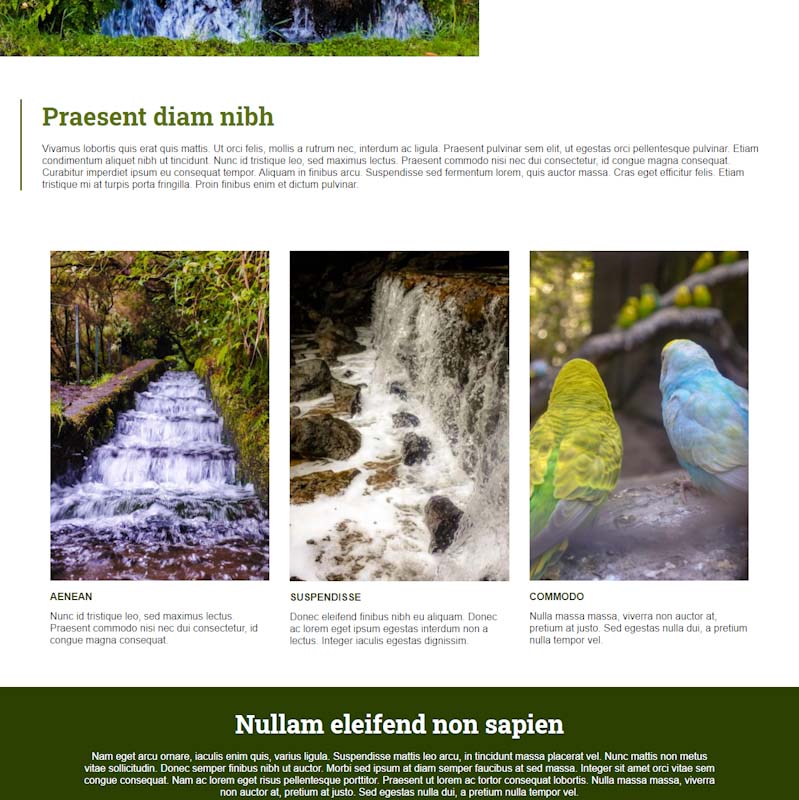 Praesent diam nibh
Vivamus lobortis quis erat quis mattis. Ut orci felis, mollis a rutrum nec, interdum ac ligula. Praesent pulvinar sem elit, ut egestas orci pellentesque pulvinar. Etiam
condimentum aliquet nibh ut tincidunt. Nunc id tristique leo, sed maximus lectus. Praesent commodo nisi nec dui consectetur, id congue magna consequat.
Curabitur imperdiet ipsum eu consequat tempor. Aliquam in finibus arcu. Suspendisse sed fermentum lorem, quis auctor massa. Cras eget efficitur felis. Etiam
tristique mi at turpis porta fringilla. Proin finibus enim et dictum pulvinar.
AENEAN
Nunc id tristique leo, sed maximus lectus.
Praesent commodo nisi nec dui consectetur, id
congue magna consequat.
SUSPENDISSE
Donec eleifend finibus nibh eu aliquam. Donec
ac lorem eget ipsum egestas interdum non a
lectus. Integer iaculis egestas dignissim.
COMMODO
Nulla massa massa, viverra non auctor at,
pretium at justo. Sed egestas nulla dui, a pretium
nulla tempor vel.
Nullam eleifend non sapien
Nam eget arcu ornare, iaculis enim quis, varius ligula. Suspendisse mattis leo arcu, in tincidunt massa placerat vel. Nunc mattis non metus
vitae sollicitudin. Donec semper finibus nibh ut auctor. Morbi sed ipsum at diam semper faucibus at sed massa. Integer sit amet orci vitae sem
congue consequat. Nam ac lorem eget risus pellentesque porttitor. Praesent ut lorem ac tortor consequat lobortis. Nulla massa massa, viverra
non auctor at, pretium at justo. Sed egestas nulla dui, a pretium nulla tempor vel.